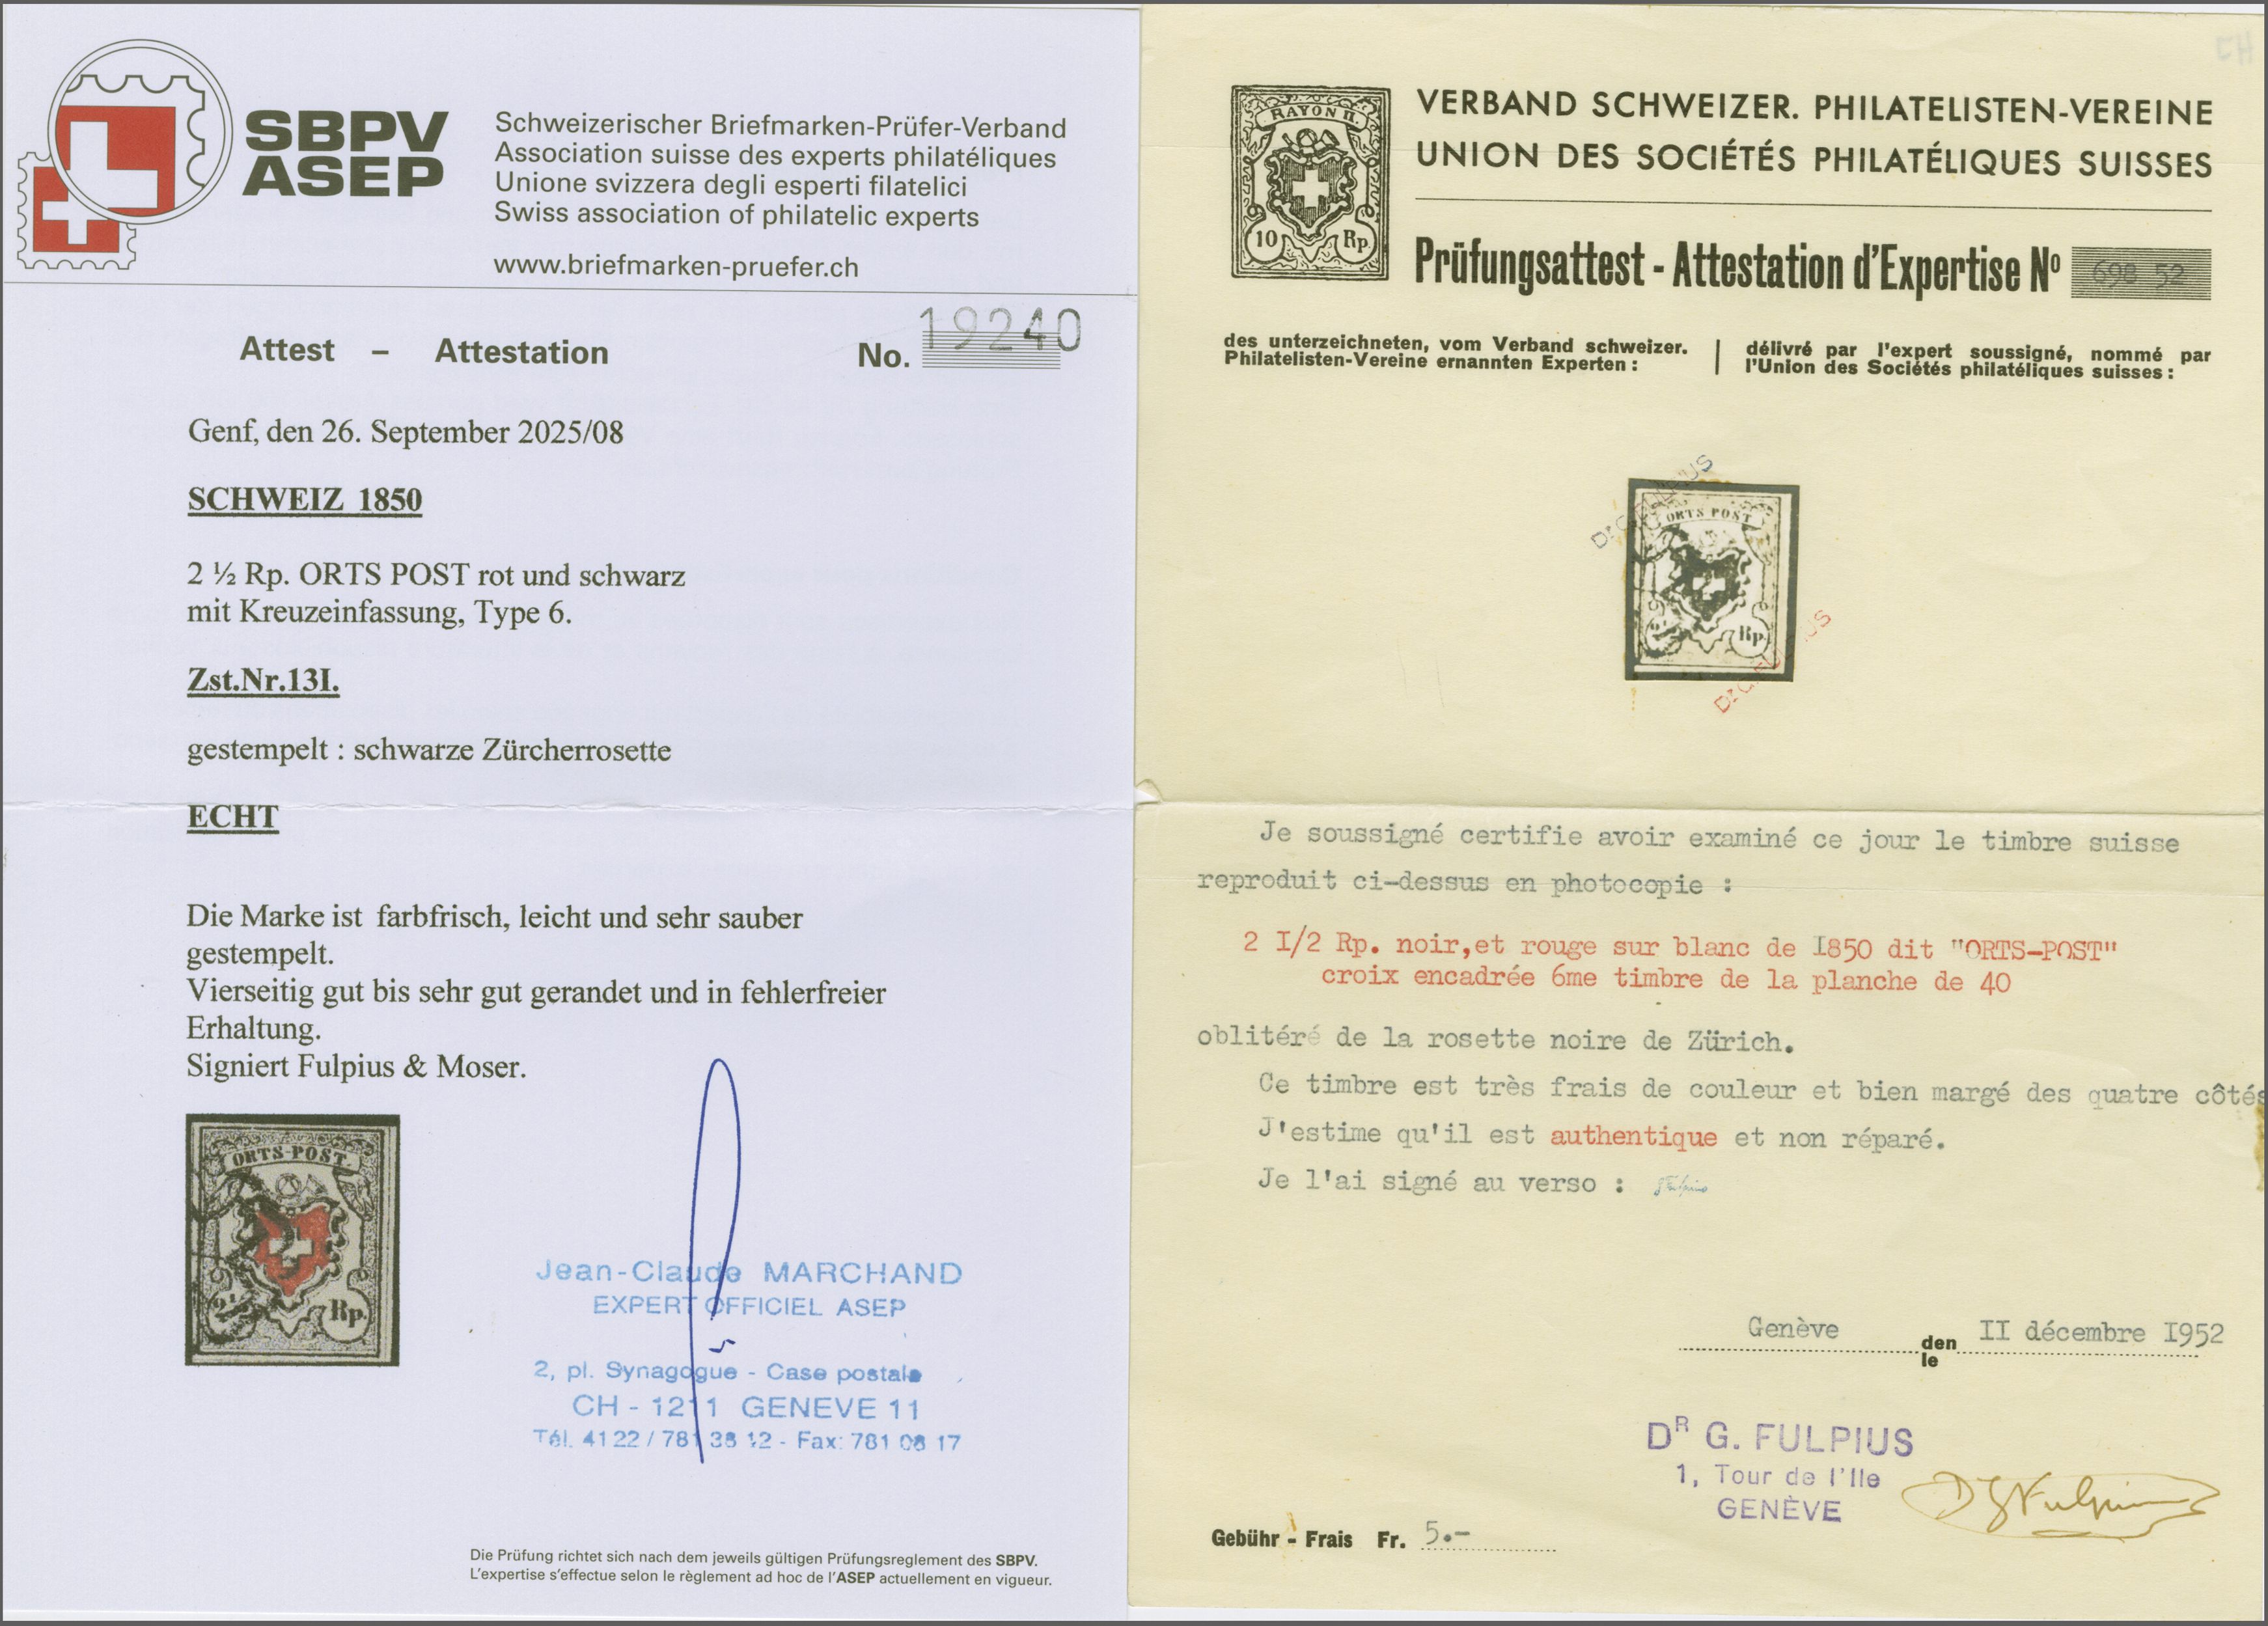 SBPV
ASEP
Schweizerischer Briefmarken-Prüfer-Verband
Association suisse des experts philatéliques
Unione svizzera degli esperti filatelici
Swiss association of philatelic experts
www.briefmarken-pruefer.ch
Attest – Attestation No. 19240
Genf, den 26. September 2025/08
SCHWEIZ 1850
2 ½ Rp. ORTS POST rot und schwarz
mit Kreuzeinfassung, Type 6.
Zst.Nr.13I.
gestempelt : schwarze Zürcherrosette
ECHT
Die Marke ist farbfrisch, leicht und sehr sauber
gestempelt.
Vierseitig gut bis sehr gut gerandet und in fehlerfreier
Erhaltung.
Signiert Fulpius & Moser.
ORTS-POST.
2½ Rp.
Jean-Claude MARCHAND
EXPERT OFFICIEL ASEP
2, pl. Synagogue - Case postale
CH - 1211 GENEVE 11
Tél. 41 22 / 781 38 12 - Fax: 781 08 17
Die Prüfung richtet sich nach dem jeweils gültigen Prüfungsreglement des SBPV.
L'expertise s'effectue selon le règlement ad hoc de l'ASEP actuellement en vigueur.
CH
RAYON II.
10 Rp.
VERBAND SCHWEIZER. PHILATELISTEN-VEREINE
UNION DES SOCIÉTÉS PHILATÉLIQUES SUISSES
Prüfungsattest - Attestation d'Expertise Nº 698 52
des unterzeichneten, vom Verband schweizer.
Philatelisten-Vereine ernannten Experten :
délivré par l'expert soussigné, nommé par
l'Union des Sociétés philatéliques suisses :
ORTS POST
Rp.
Je soussigné certifie avoir examiné ce jour le timbre suisse
reproduit ci-dessus en photocopie :
2 I/2 Rp. noir,et rouge sur blanc de I850 dit "ORTS-POST"
croix encadrée 6me timbre de la planche de 40
oblitéré de la rosette noire de Zürich.
Ce timbre est très frais de couleur et bien margé des quatre côtés
J'estime qu'il est authentique et non réparé.
Je l'ai signé au verso : Fulpius
Genève den le II décembre I952
DR G. FULPIUS
1, Tour de l'Ile
GENÈVE
Dr G Fulpius
Gebühr - Frais Fr. 5.-